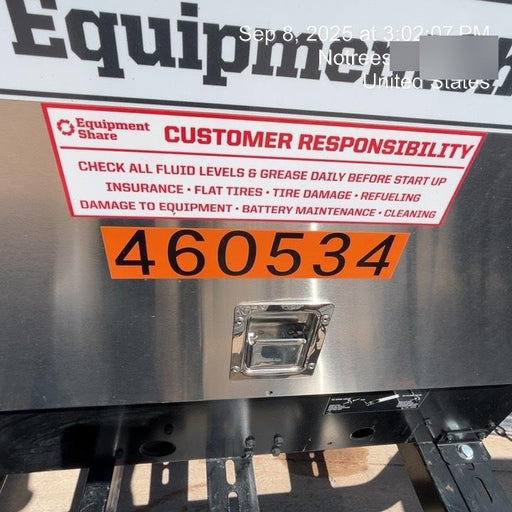 Equipment
Sep 8, 2025 at 3:02:07 PM
Notrees
United States
Equipment
Share
CUSTOMER RESPONSIBILITY
CHECK ALL FLUID LEVELS & GREASE DAILY BEFORE START UP
INSURANCE • FLAT TIRES • TIRE DAMAGE • REFUELING
DAMAGE TO EQUIPMENT • BATTERY MAINTENANCE • CLEANING
460534